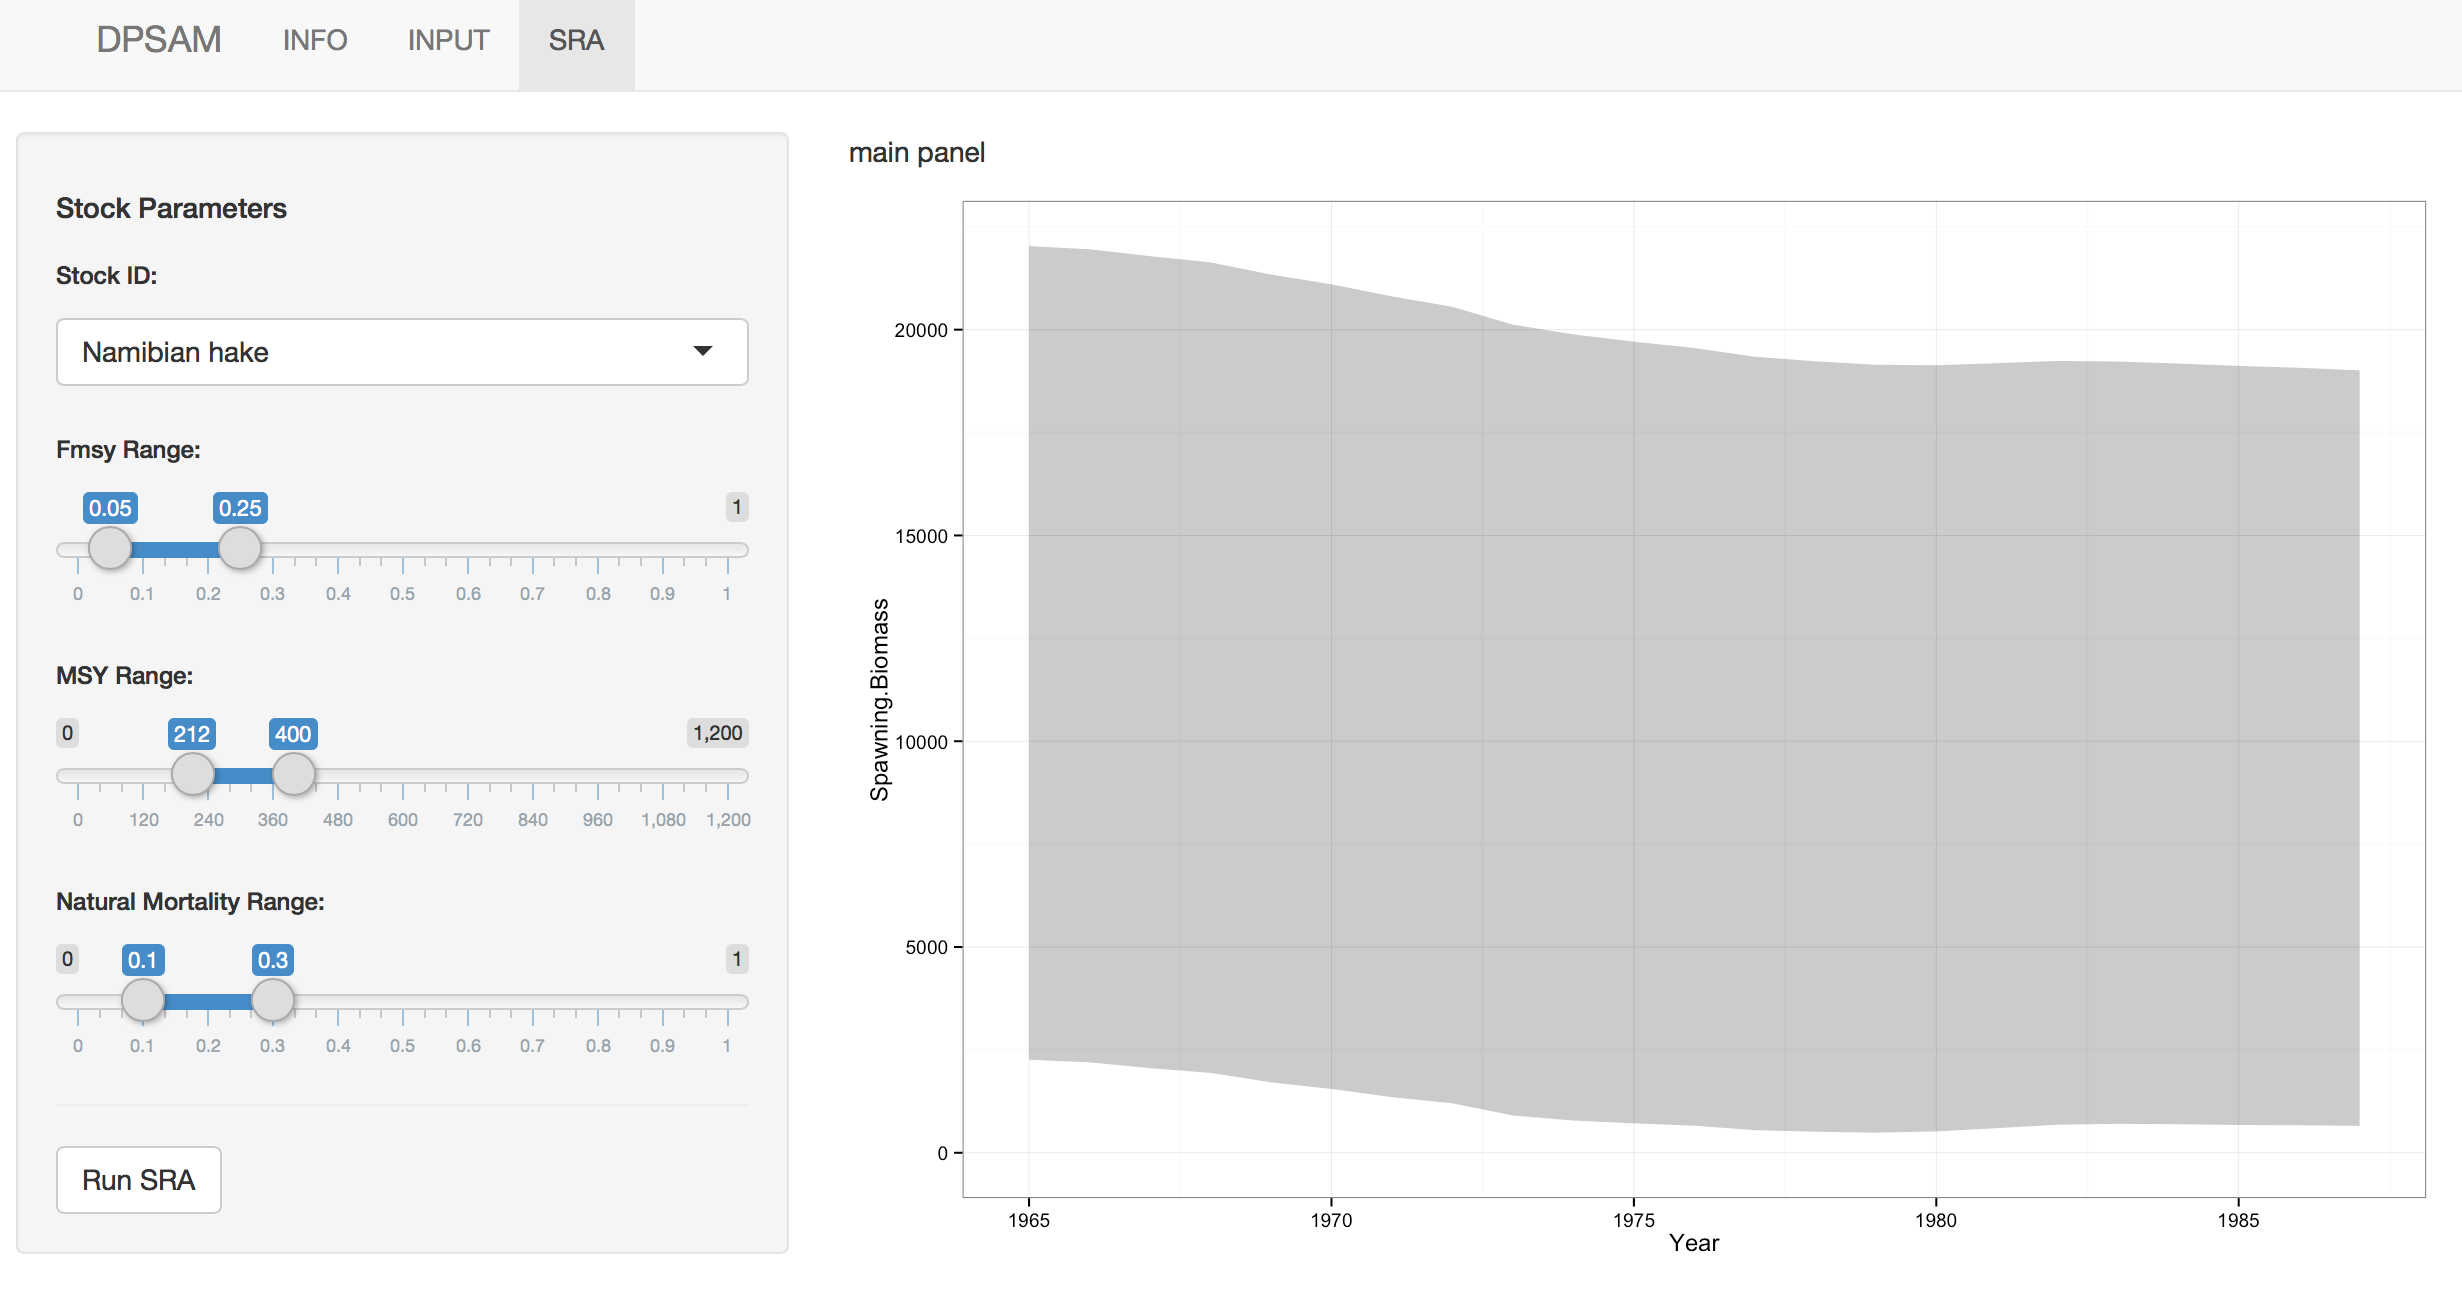 DPSAM INFO INPUT SRA
Stock Parameters
Stock ID:
Namibian hake
Fmsy Range:
0.05 0.25 1
0 0.1 0.2 0.3 0.4 0.5 0.6 0.7 0.8 0.9 1
MSY Range:
0 212 400 1,200
0 120 240 360 480 600 720 840 960 1,080 1,200
Natural Mortality Range:
0 0.1 0.3 1
0 0.1 0.2 0.3 0.4 0.5 0.6 0.7 0.8 0.9 1
Run SRA
main panel
Spawning.Biomass
20000
15000
10000
5000
0
1965 1970 1975 1980 1985
Year